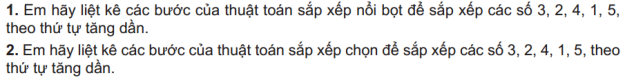 1. Em hãy liệt kê các bước của thuật toán sắp xếp nổi bọt để sắp xếp các số 3, 2, 4, 1, 5,
theo thứ tự tăng dần.
2. Em hãy liệt kê các bước của thuật toán sắp xếp chọn để sắp xếp các số 3, 2, 4, 1, 5, theo
thứ tự tăng dần.